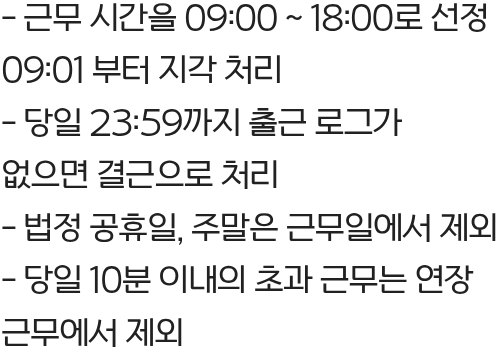 - 근무 시간을 09:00 ~ 18:00로 선정
09:01 부터 지각 처리
- 당일 23:59까지 출근 로그가
없으면 결근으로 처리
- 법정 공휴일, 주말은 근무일에서 제외
- 당일 10분 이내의 초과 근무는 연장
근무에서 제외